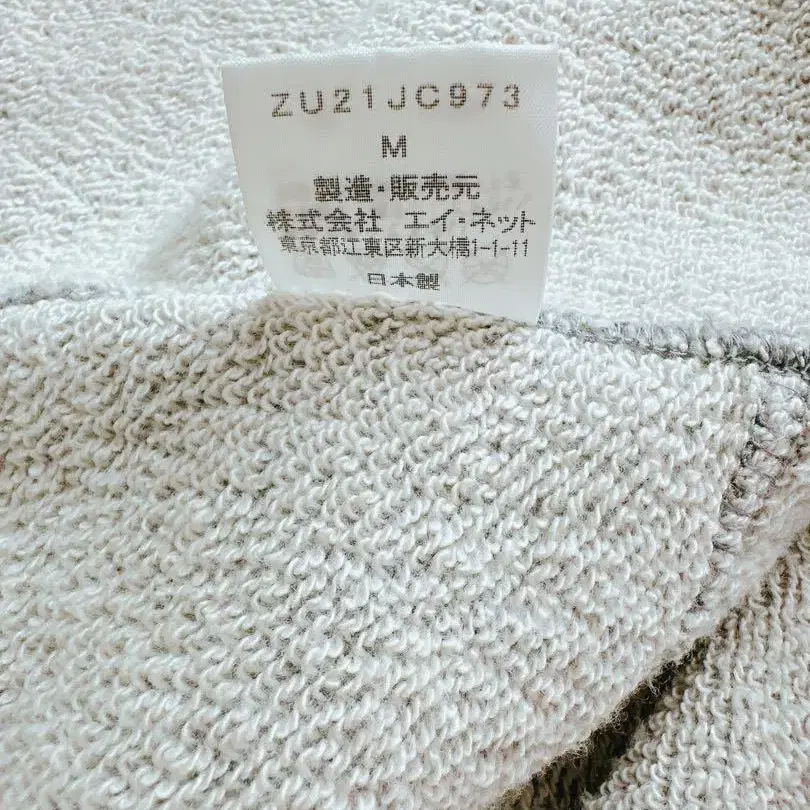 ZU21JC973
M
製造・販売元
株式会社 エイ・ネット
東京都江東区新大橋1-1-11
日本製